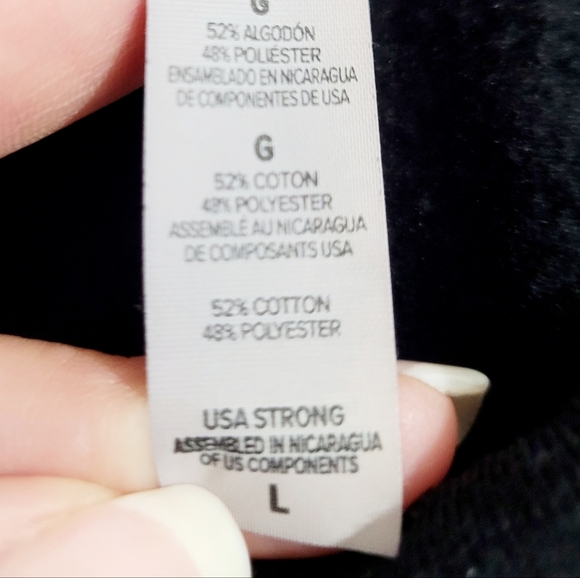 G
52% ALGODÓN
48% POLIÉSTER
ENSAMBLADO EN NICARAGUA
DE COMPONENTES DE USA
G
52% COTON
48% POLYESTER
ASSEMBLÉ AU NICARAGUA
DE COMPOSANTS USA
52% COTTON
48% POLYESTER
USA STRONG
ASSEMBLED IN NICARAGUA
OF US COMPONENTS
L